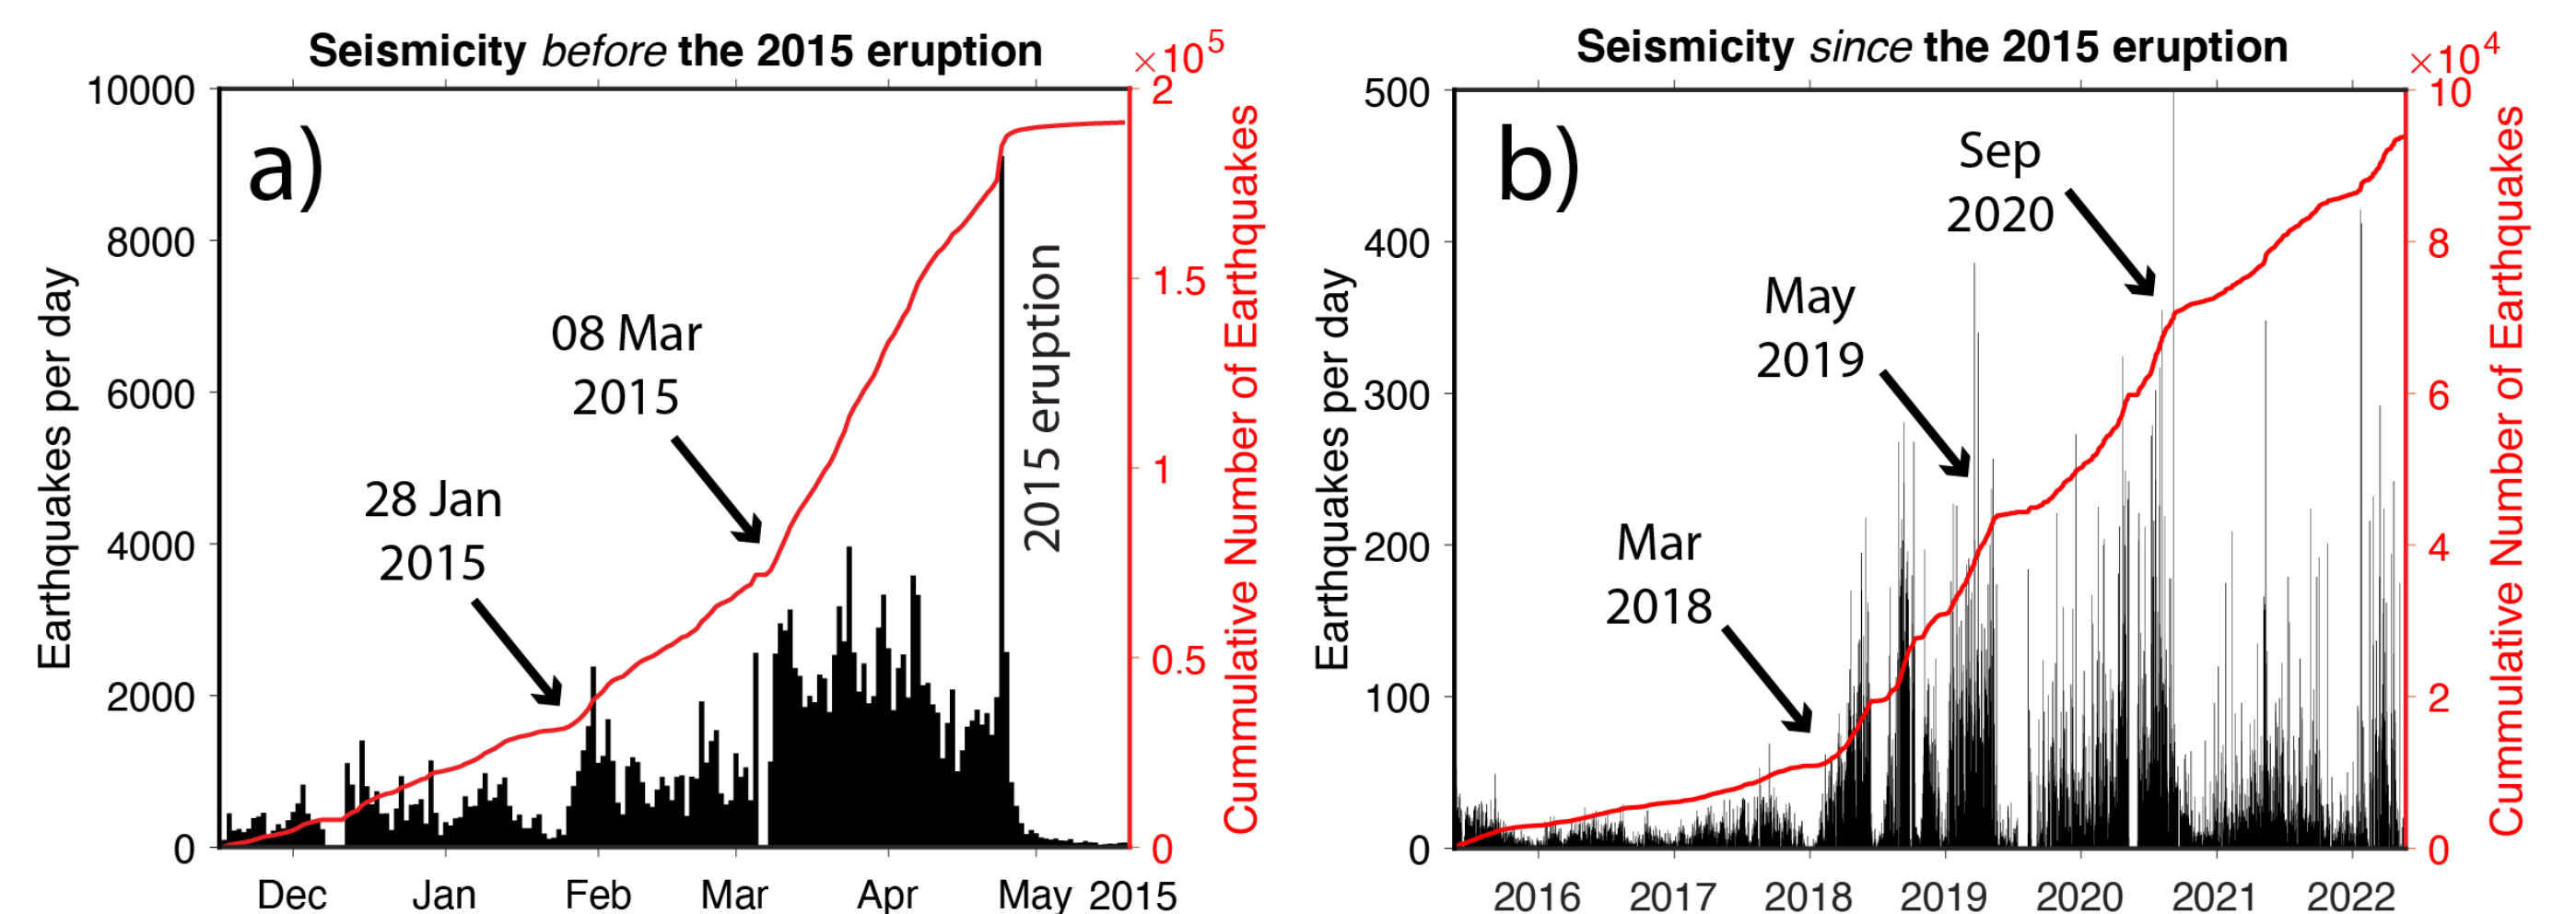 Seismicity before the 2015 eruption
×10⁵
a)
10000
8000
6000
4000
2000
0
Earthquakes per day
28 Jan
2015
08 Mar
2015
2015 eruption
2
1.5
1
0.5
0
Cummulative Number of Earthquakes
Dec Jan Feb Mar Apr May 2015
Seismicity since the 2015 eruption
×10⁴
b)
500
400
300
200
100
0
Earthquakes per day
Mar
2018
May
2019
Sep
2020
10
8
6
4
2
0
Cummulative Number of Earthquakes
2016 2017 2018 2019 2020 2021 2022